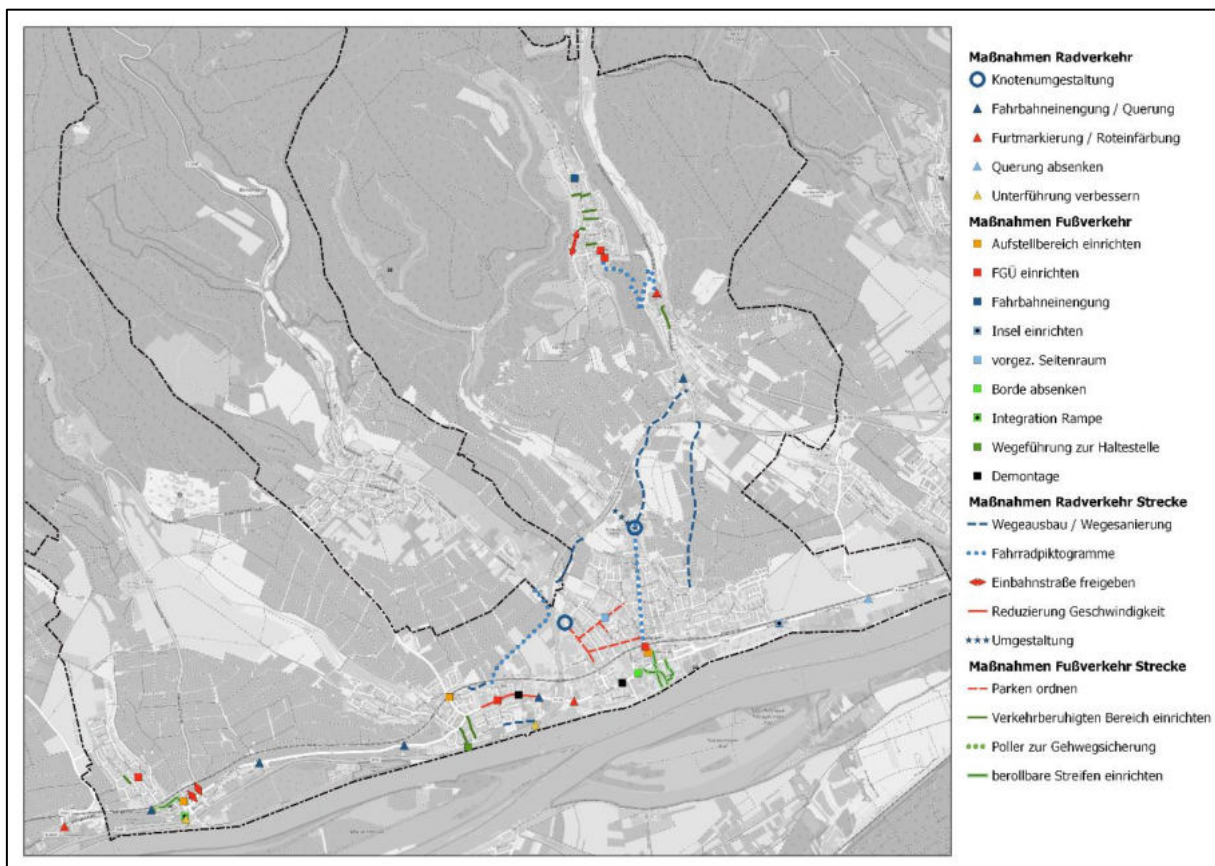 Maßnahmen Radverkehr
Knotenumgestaltung
Fahrbahneinengung / Querung
Furtmarkierung / Roteinfärbung
Querung absenken
Unterführung verbessern
Maßnahmen Fußverkehr
Aufstellbereich einrichten
FGÜ einrichten
Fahrbahneinengung
Insel einrichten
vorgez. Seitenraum
Borde absenken
Integration Rampe
Wegeführung zur Haltestelle
Demontage
Maßnahmen Radverkehr Strecke
Wegeausbau / Wegesanierung
Fahrradpiktogramme
Einbahnstraße freigeben
Reduzierung Geschwindigkeit
Umgestaltung
Maßnahmen Fußverkehr Strecke
Parken ordnen
Verkehrberuhigten Bereich einrichten
Poller zur Gehwegsicherung
berollbare Streifen einrichten